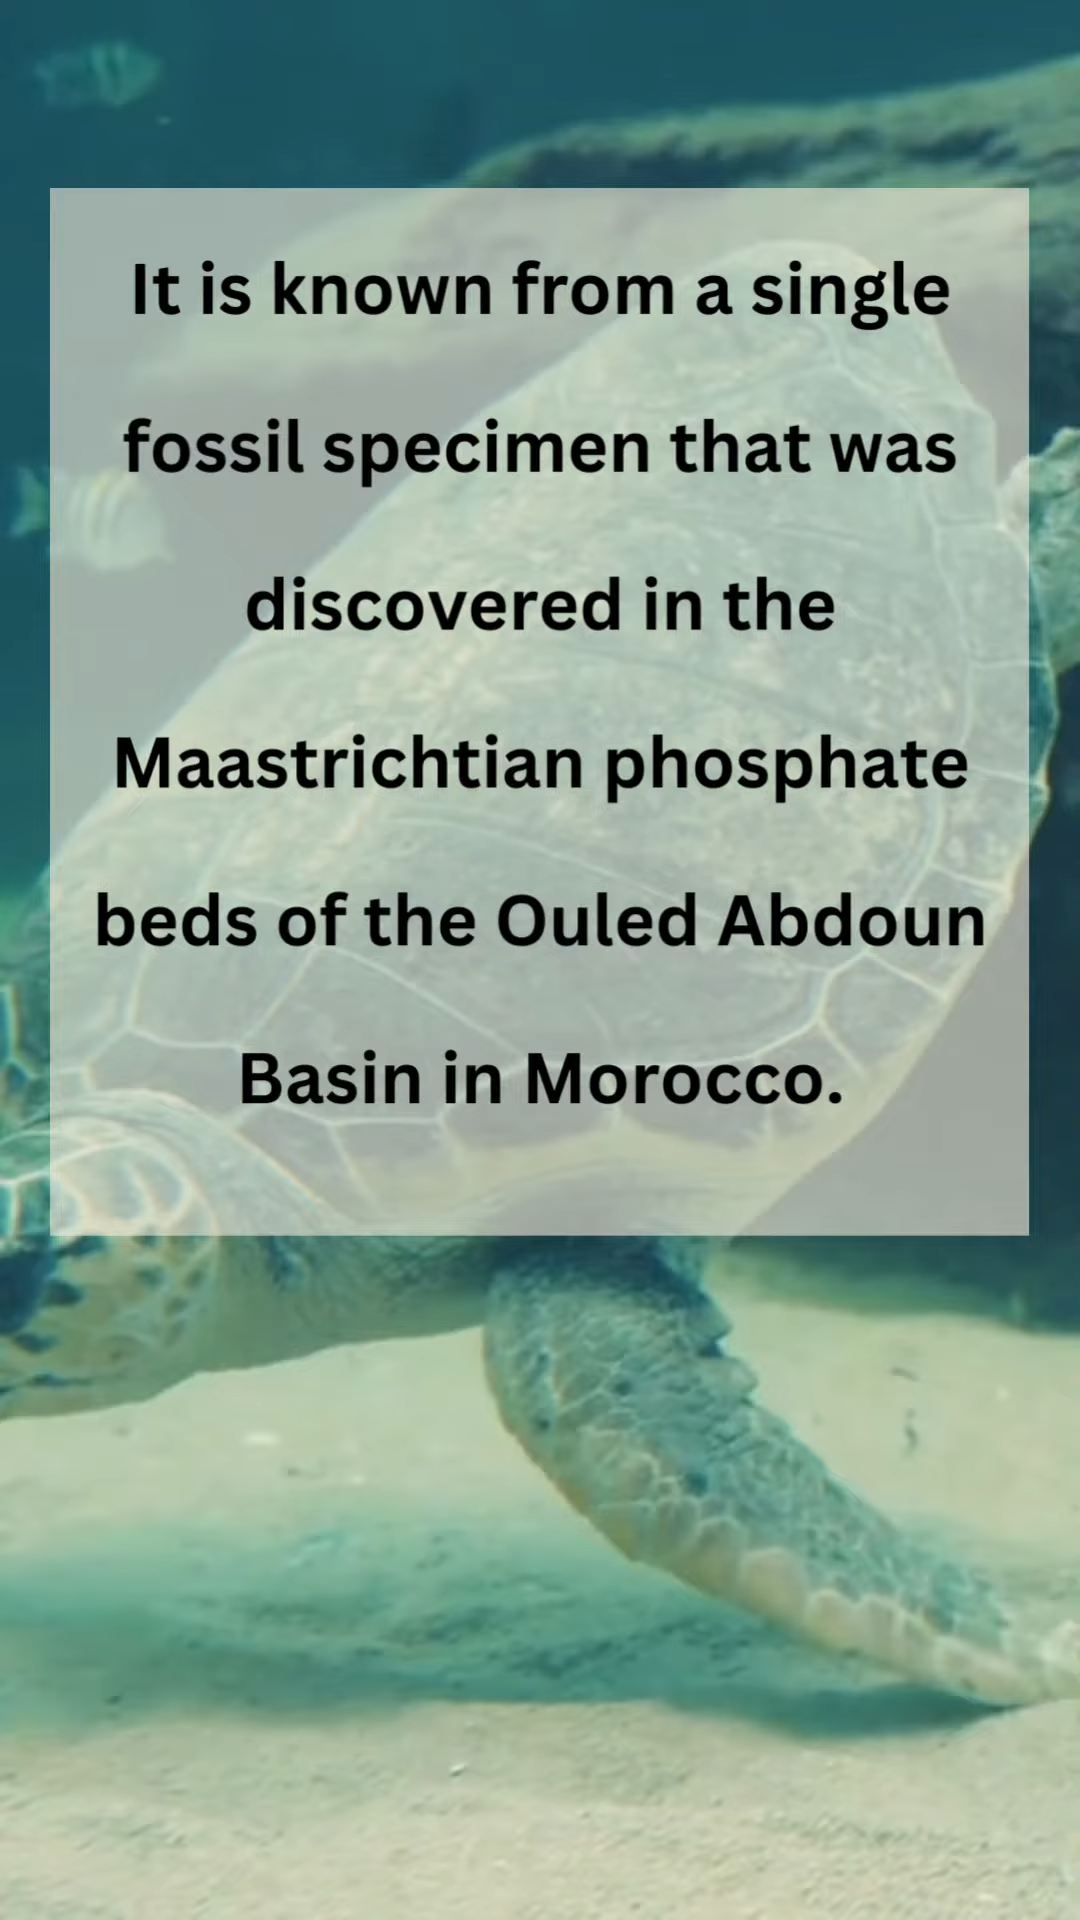 It is known from a single
fossil specimen that was
discovered in the
Maastrichtian phosphate
beds of the Ouled Abdoun
Basin in Morocco.